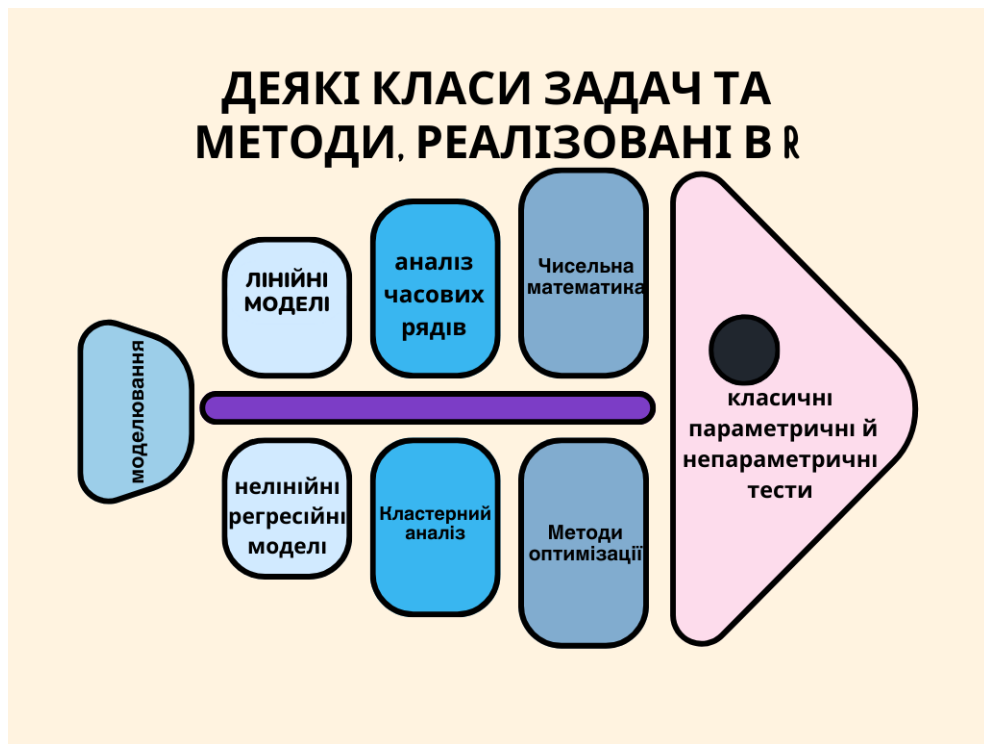 ДЕЯКІ КЛАСИ ЗАДАЧ ТА
МЕТОДИ, РЕАЛІЗОВАНІ В R
моделювання
ЛІНІЙНІ
МОДЕЛІ
аналіз
часових
рядів
Чисельна
математика
нелінійні
регресійні
моделі
Кластерний
аналіз
Методи
оптимізації
класичні
параметричні й
непараметричні
тести